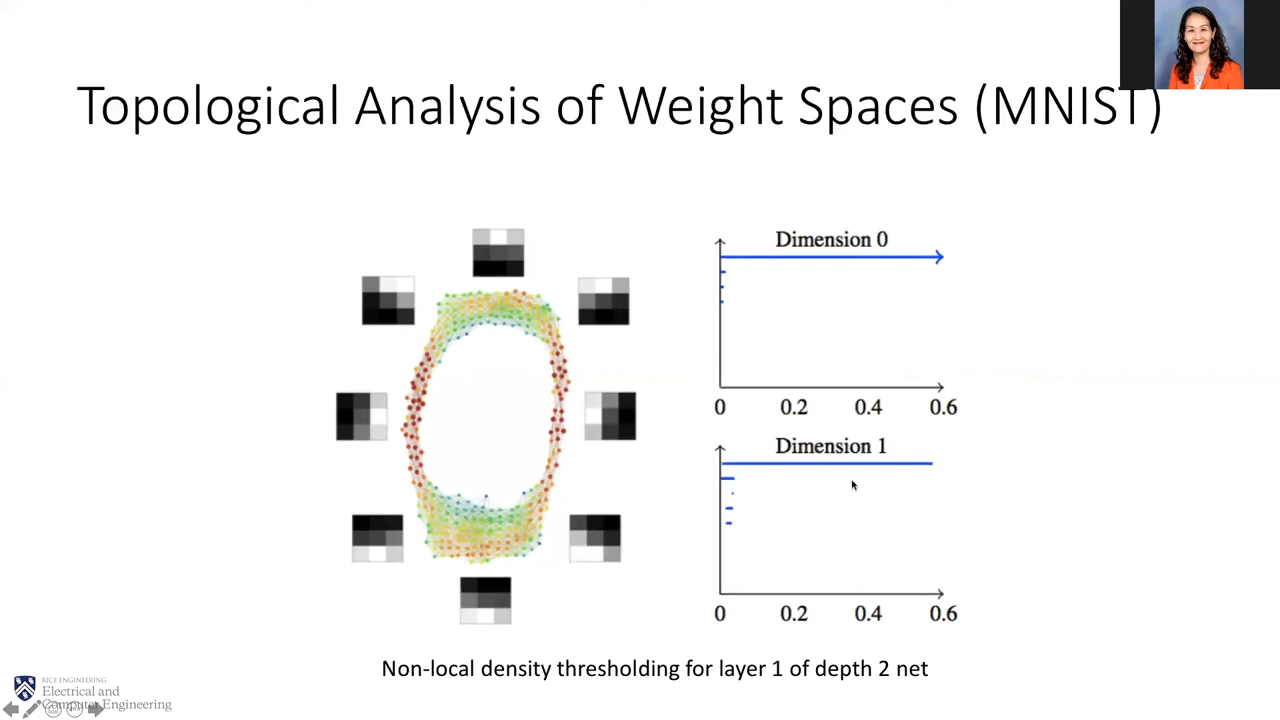 Topological Analysis of Weight Spaces (MNIST)
Dimension 0
0 0.2 0.4 0.6
Dimension 1
0 0.2 0.4 0.6
Non-local density thresholding for layer 1 of depth 2 net
RICE ENGINEERING
Electrical and
Computer Engineering